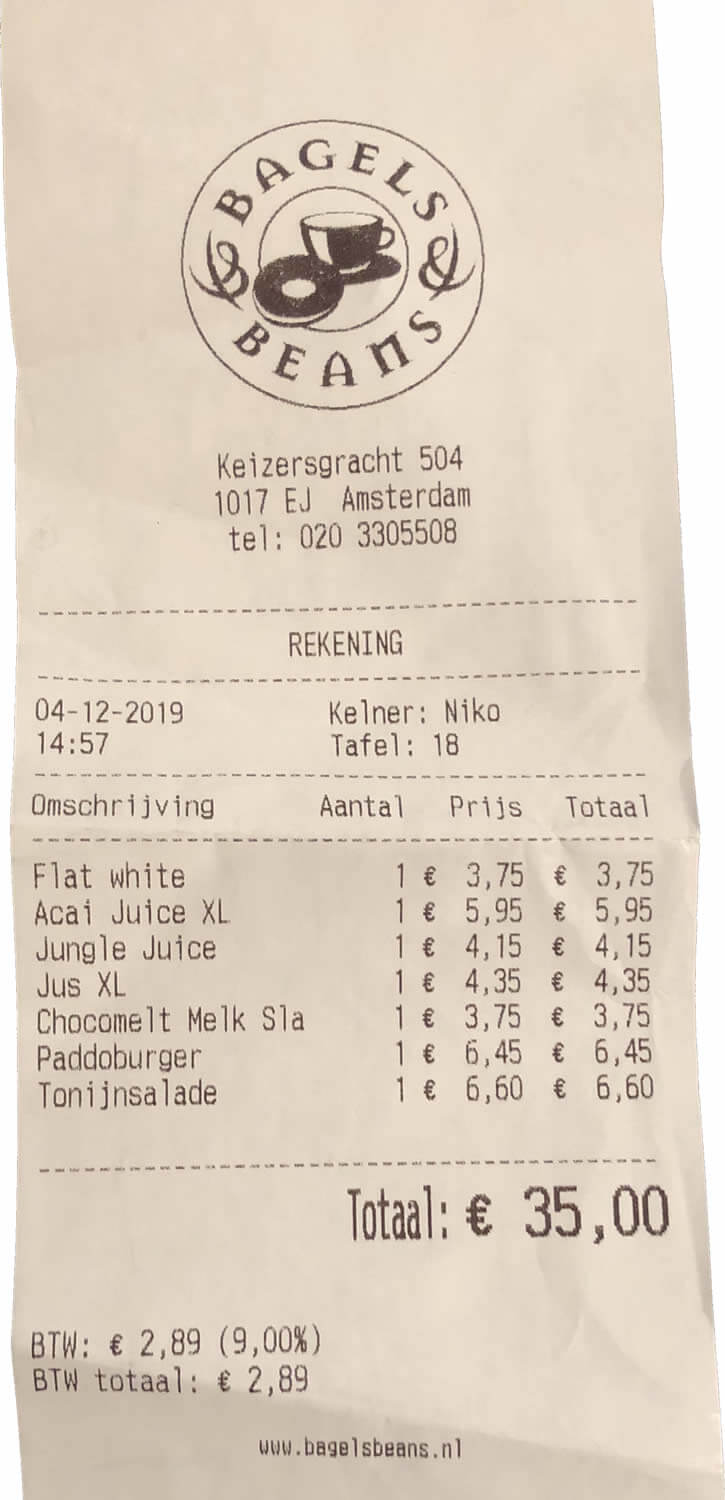 BAGELS & BEANS
Keizersgracht 504
1017 EJ Amsterdam
tel: 020 3305508
REKENING
04-12-2019 Kelner: Niko
14:57 Tafel: 18
Omschrijving Aantal Prijs Totaal
Flat white 1 € 3,75 € 3,75
Acai Juice XL 1 € 5,95 € 5,95
Jungle Juice 1 € 4,15 € 4,15
Jus XL 1 € 4,35 € 4,35
Chocomelt Melk Sla 1 € 3,75 € 3,75
Paddoburger 1 € 6,45 € 6,45
Tonijnsalade 1 € 6,60 € 6,60
Totaal: € 35,00
BTW: € 2,89 (9,00%)
BTW totaal: € 2,89
www.bagelsbeans.nl